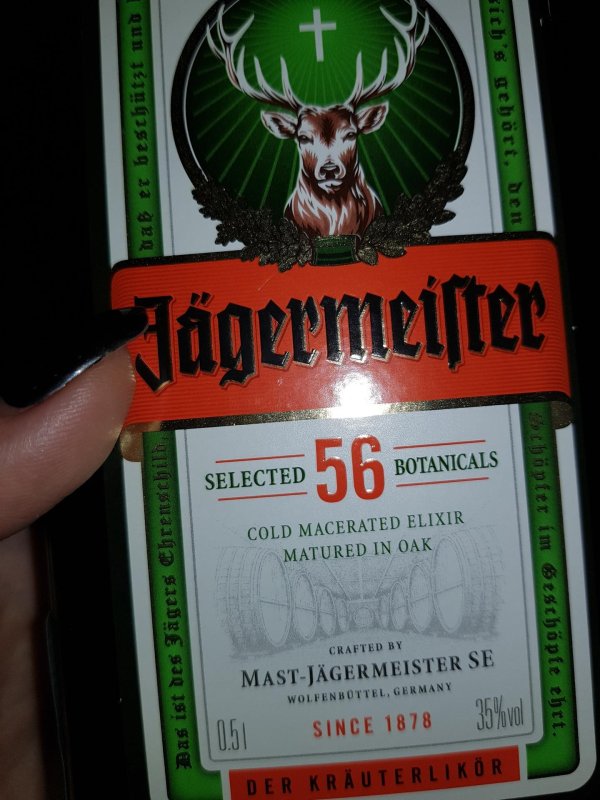 daß er beschützt und
sich's gehört, den
Jägermeiſter
SELECTED 56 BOTANICALS
COLD MACERATED ELIXIR
MATURED IN OAK
CRAFTED BY
MAST-JÄGERMEISTER SE
WOLFENBÜTTEL, GERMANY
0.5l
SINCE 1878
35%vol
DER KRÄUTERLIKÖR
Das ist des Jägers Ehrenschild,
Schöpfer im Geschöpfe ehrt.